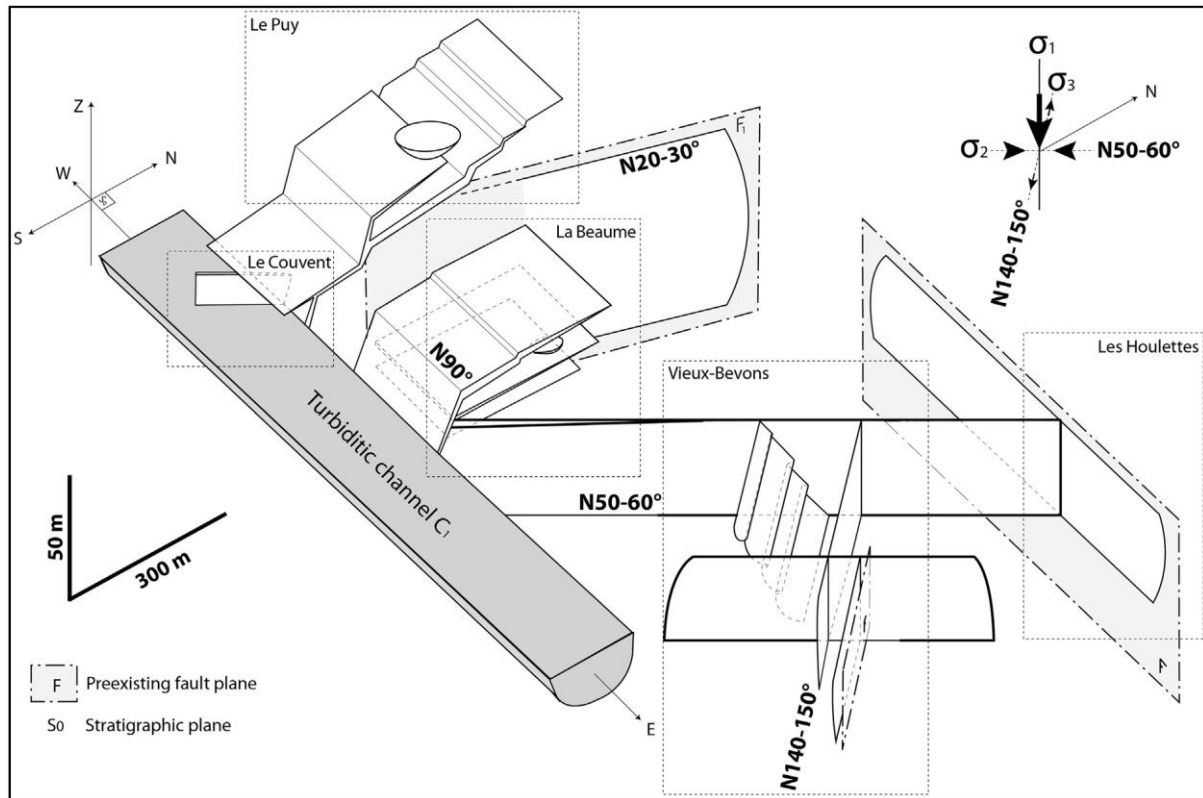 Le Puy
σ1
σ3
N
σ2
N50-60°
N140-150°
Z
W
N
S0
S
F1
N20-30°
La Beaume
Le Couvent
N90°
Les Houlettes
Vieux-Bevons
Turbiditic channel C1
N50-60°
50 m
300 m
F
N140-150°
E
F Preexisting fault plane
S0 Stratigraphic plane